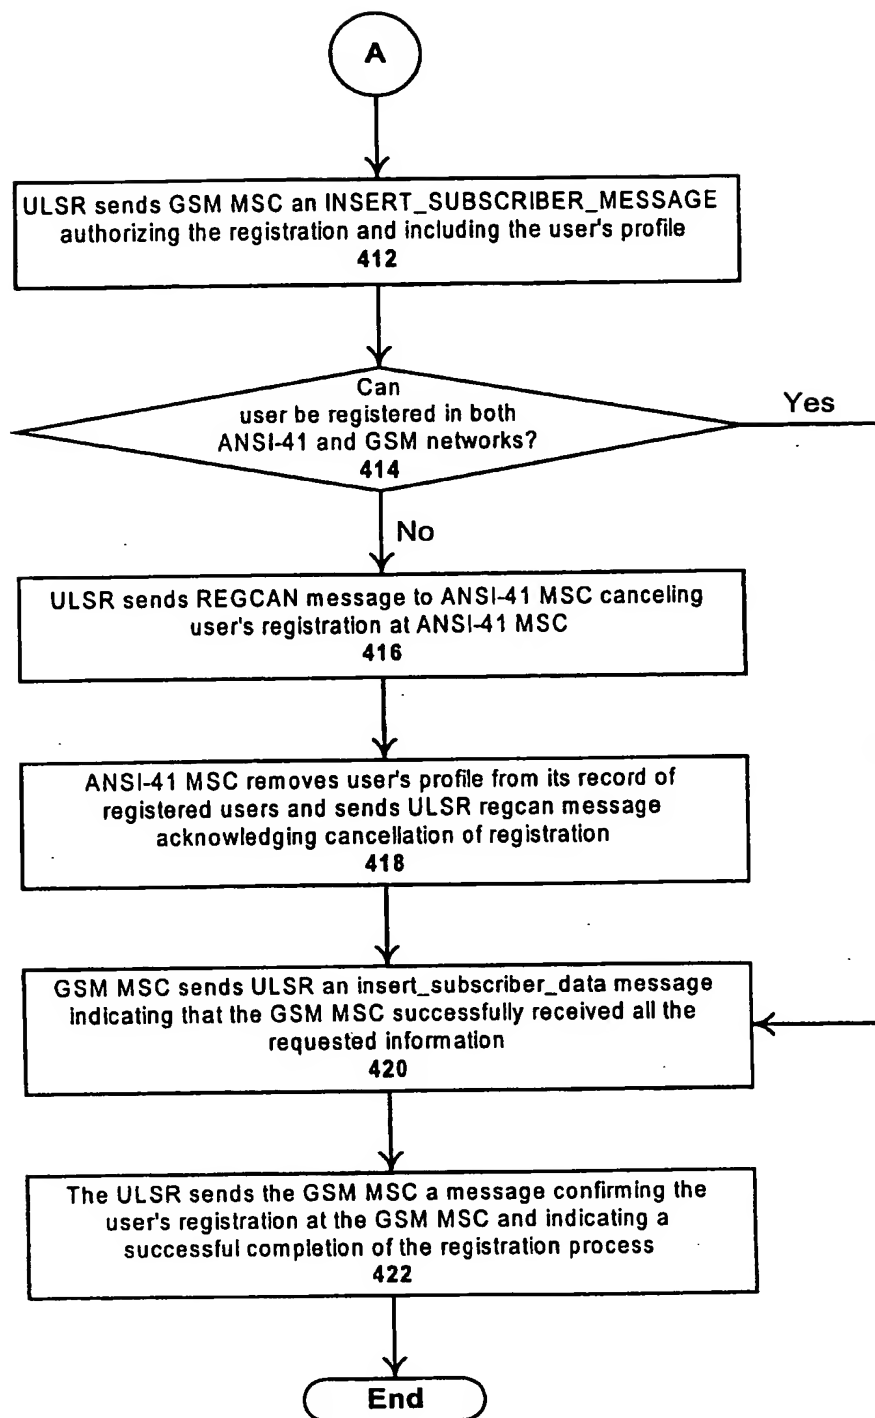 A
ULSR sends GSM MSC an INSERT_SUBSCRIBER_MESSAGE
authorizing the registration and including the user's profile
412
Can
user be registered in both
ANSI-41 and GSM networks?
414
Yes
No
ULSR sends REGCAN message to ANSI-41 MSC canceling
user's registration at ANSI-41 MSC
416
ANSI-41 MSC removes user's profile from its record of
registered users and sends ULSR regcan message
acknowledging cancellation of registration
418
GSM MSC sends ULSR an insert_subscriber_data message
indicating that the GSM MSC successfully received all the
requested information
420
The ULSR sends the GSM MSC a message confirming the
user's registration at the GSM MSC and indicating a
successful completion of the registration process
422
End